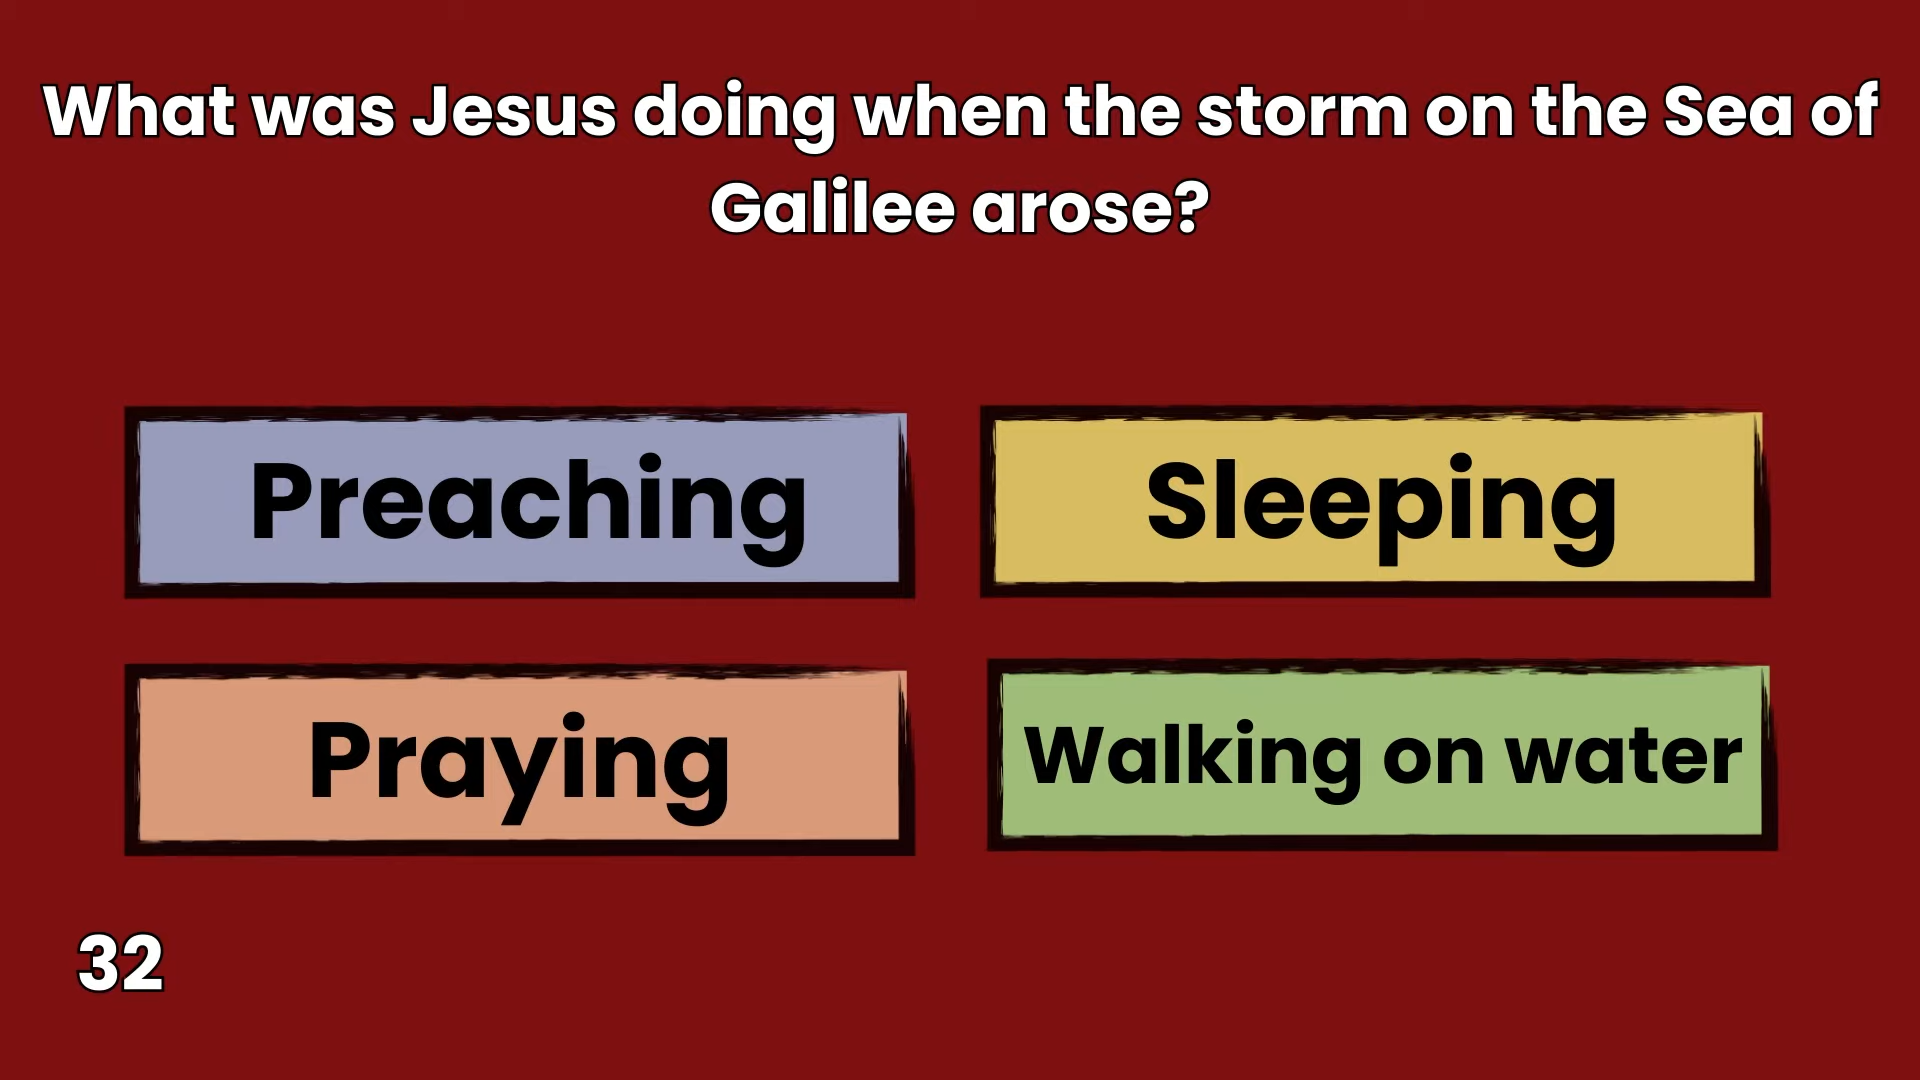 What was Jesus doing when the storm on the Sea of
Galilee arose?
Preaching
Sleeping
Praying
Walking on water
32